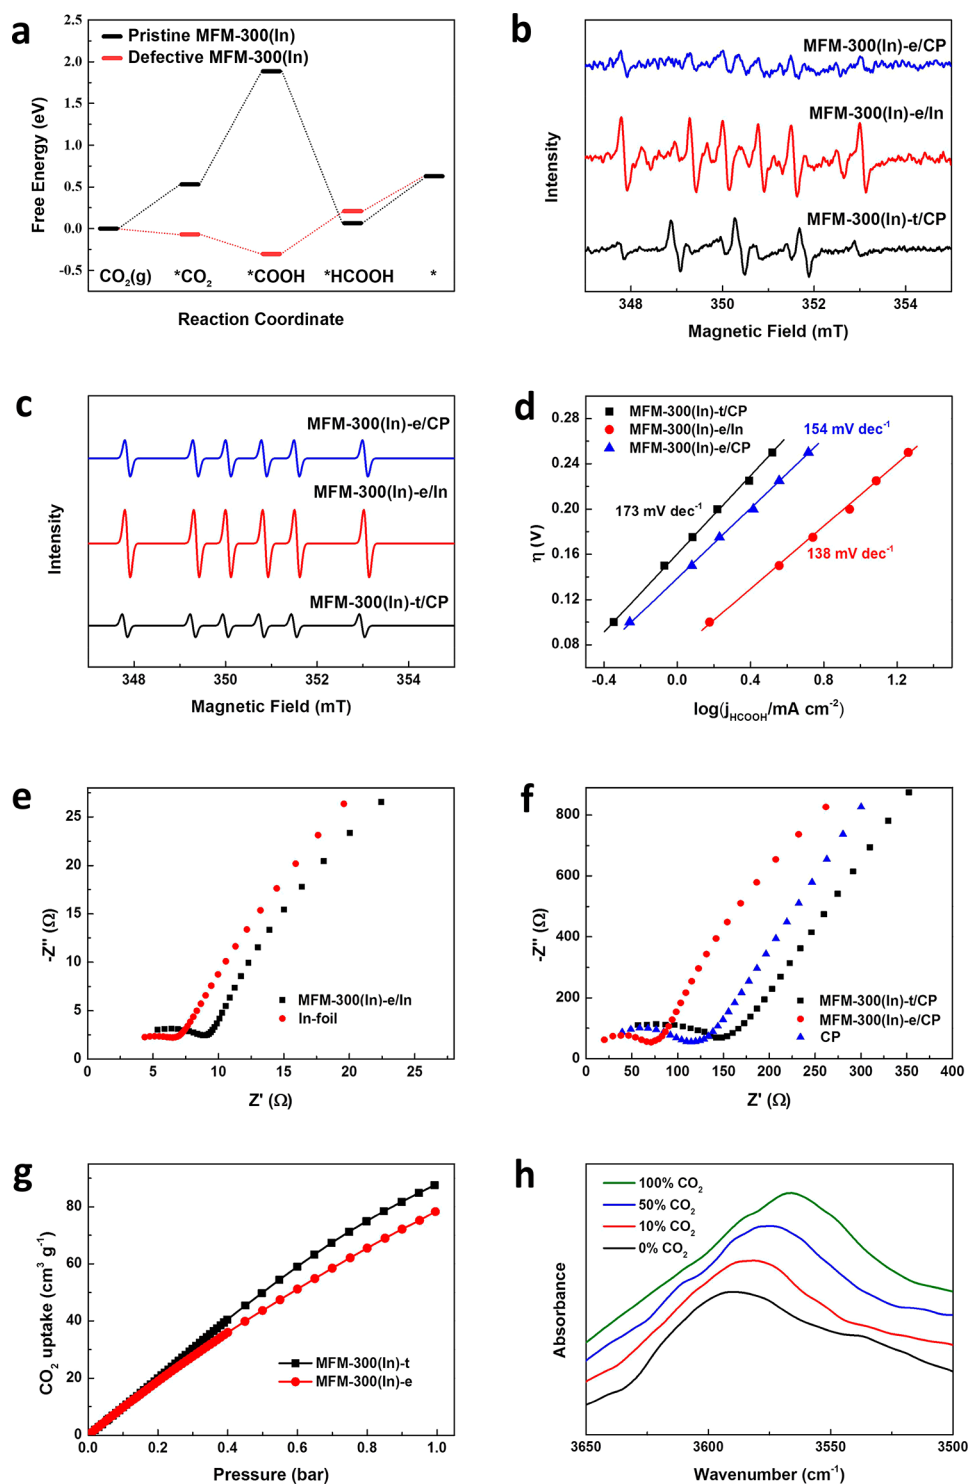 a
2.5
2.0
1.5
1.0
0.5
0.0
-0.5
Free Energy (eV)
Pristine MFM-300(In)
Defective MFM-300(In)
CO₂(g) *CO₂ *COOH *HCOOH *
Reaction Coordinate
b
MFM-300(In)-e/CP
MFM-300(In)-e/In
MFM-300(In)-t/CP
Intensity
348 350 352 354
Magnetic Field (mT)
c
MFM-300(In)-e/CP
MFM-300(In)-e/In
MFM-300(In)-t/CP
Intensity
348 350 352 354
Magnetic Field (mT)
d
0.28
0.24
0.20
0.16
0.12
0.08
η (V)
MFM-300(In)-t/CP
MFM-300(In)-e/In
MFM-300(In)-e/CP
154 mV dec⁻¹
173 mV dec⁻¹
138 mV dec⁻¹
-0.4 0.0 0.4 0.8 1.2
log(j_HCOOH/mA cm⁻²)
e
25
20
15
10
5
0
-Z'' (Ω)
MFM-300(In)-e/In
In-foil
0 5 10 15 20 25
Z' (Ω)
f
800
600
400
200
0
-Z'' (Ω)
MFM-300(In)-t/CP
MFM-300(In)-e/CP
CP
0 50 100 150 200 250 300 350 400
Z' (Ω)
g
80
60
40
20
0
CO₂ uptake (cm³ g⁻¹)
MFM-300(In)-t
MFM-300(In)-e
0.0 0.2 0.4 0.6 0.8 1.0
Pressure (bar)
h
100% CO₂
50% CO₂
10% CO₂
0% CO₂
Absorbance
3650 3600 3550 3500
Wavenumber (cm⁻¹)